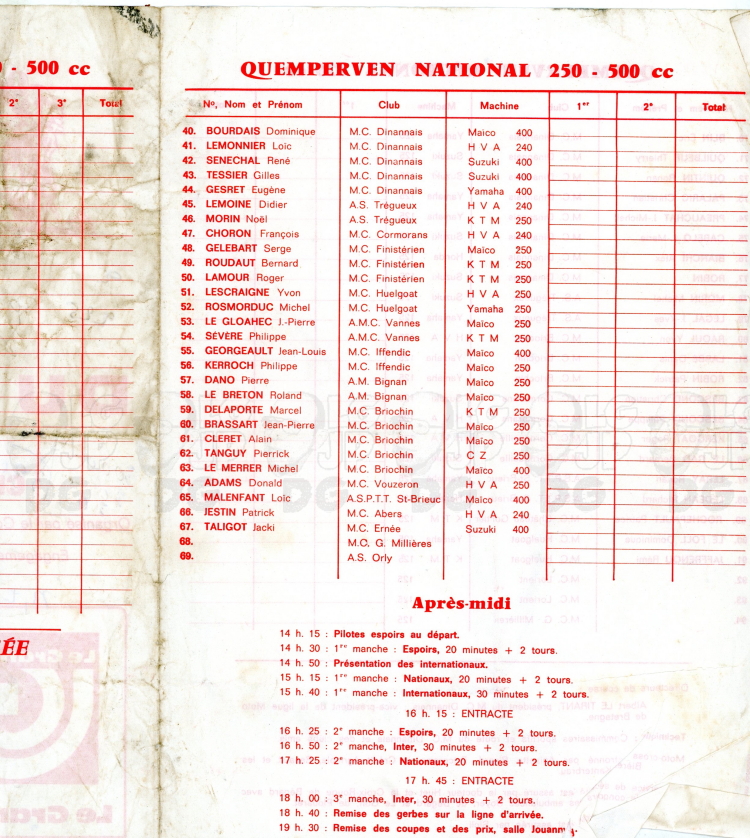 - 500 cc
2e 3e Total
ÉE
QUEMPERVEN NATIONAL 250 - 500 cc
No, Nom et Prénom Club Machine 1er 2e Total
40. BOURDAIS Dominique M.C. Dinannais Maïco 400
41. LEMONNIER Loïc M.C. Dinannais H V A 240
42. SENECHAL René M.C. Dinannais Suzuki 400
43. TESSIER Gilles M.C. Dinannais Suzuki 400
44. GESRET Eugène M.C. Dinannais Yamaha 400
45. LEMOINE Didier A.S. Trégueux H V A 240
46. MORIN Noël A.S. Trégueux K T M 250
47. CHORON François M.C. Cormorans H V A 240
48. GELEBART Serge M.C. Finistérien Maïco 250
49. ROUDAUT Bernard M.C. Finistérien K T M 250
50. LAMOUR Roger M.C. Finistérien K T M 250
51. LESCRAIGNE Yvon M.C. Huelgoat H V A 250
52. ROSMORDUC Michel M.C. Huelgoat Yamaha 250
53. LE GLOAHEC J.-Pierre A.M.C. Vannes Maïco 250
54. SÉVÈRE Philippe A.M.C. Vannes K T M 250
55. GEORGEAULT Jean-Louis M.C. Iffendic Maïco 400
56. KERROCH Philippe M.C. Iffendic Maïco 250
57. DANO Pierre A.M. Bignan Maïco 250
58. LE BRETON Roland A.M. Bignan Maïco 250
59. DELAPORTE Marcel M.C. Briochin K T M 250
60. BRASSART Jean-Pierre M.C. Briochin Maïco 250
61. CLERET Alain M.C. Briochin Maïco 250
62. TANGUY Pierrick M.C. Briochin C Z 250
63. LE MERRER Michel M.C. Briochin Maïco 400
64. ADAMS Donald M.C. Vouzeron H V A 250
65. MALENFANT Loïc A.S.P.T.T. St-Brieuc Maïco 400
66. JESTIN Patrick M.C. Abers H V A 240
67. TALIGOT Jacki M.C. Ernée Suzuki 400
68. M.C. G. Millières
69. A.S. Orly
Après-midi
14 h. 15 : Pilotes espoirs au départ.
14 h. 30 : 1re manche : Espoirs, 20 minutes + 2 tours.
14 h. 50 : Présentation des internationaux.
15 h. 15 : 1re manche : Nationaux, 20 minutes + 2 tours.
15 h. 40 : 1re manche : Internationaux, 30 minutes + 2 tours.
16 h. 15 : ENTRACTE
16 h. 25 : 2e manche : Espoirs, 20 minutes + 2 tours.
16 h. 50 : 2e manche, Inter, 30 minutes + 2 tours.
17 h. 25 : 2e manche : Nationaux, 20 minutes + 2 tours.
17 h. 45 : ENTRACTE
18 h. 00 : 3e manche, Inter, 30 minutes + 2 tours.
18 h. 40 : Remise des gerbes sur la ligne d'arrivée.
19 h. 30 : Remise des coupes et des prix, salle